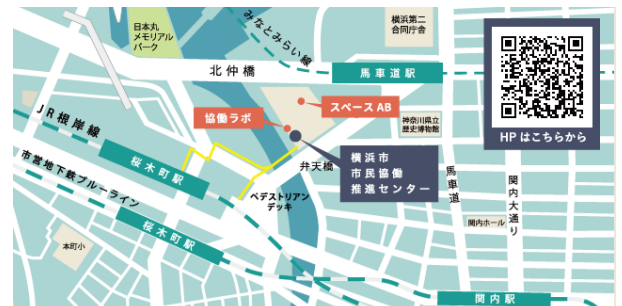 日本丸
メモリアル
パーク
みなとみらい線
横浜第二
合同庁舎
北仲橋
馬車道駅
スペースAB
協働ラボ
神奈川県立
歴史博物館
HPはこちらから
JR根岸線
桜木町駅
弁天橋
横浜市
市民協働
推進センター
馬車道
関内大通り
市営地下鉄ブルーライン
ペデストリアン
デッキ
桜木町駅
関内ホール
本町小
関内駅